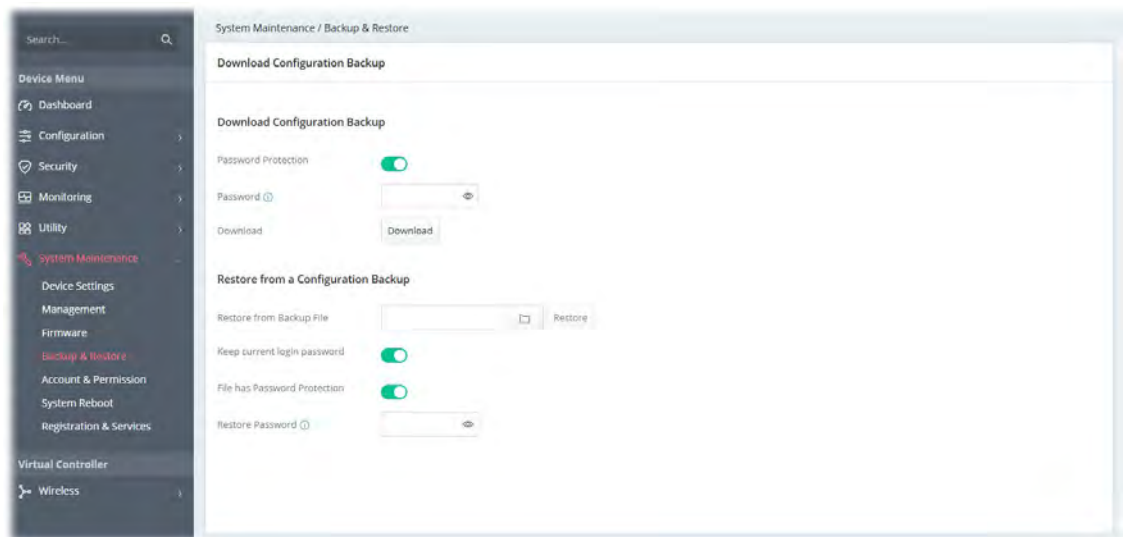 Search...
System Maintenance / Backup & Restore
Device Menu
Dashboard
Configuration
Security
Monitoring
Utility
System Maintenance
Device Settings
Management
Firmware
Backup & Restore
Account & Permission
System Reboot
Registration & Services
Virtual Controller
Wireless
Download Configuration Backup
Download Configuration Backup
Password Protection
Password
Download Download
Restore from a Configuration Backup
Restore from Backup File Restore
Keep current login password
File has Password Protection
Restore Password